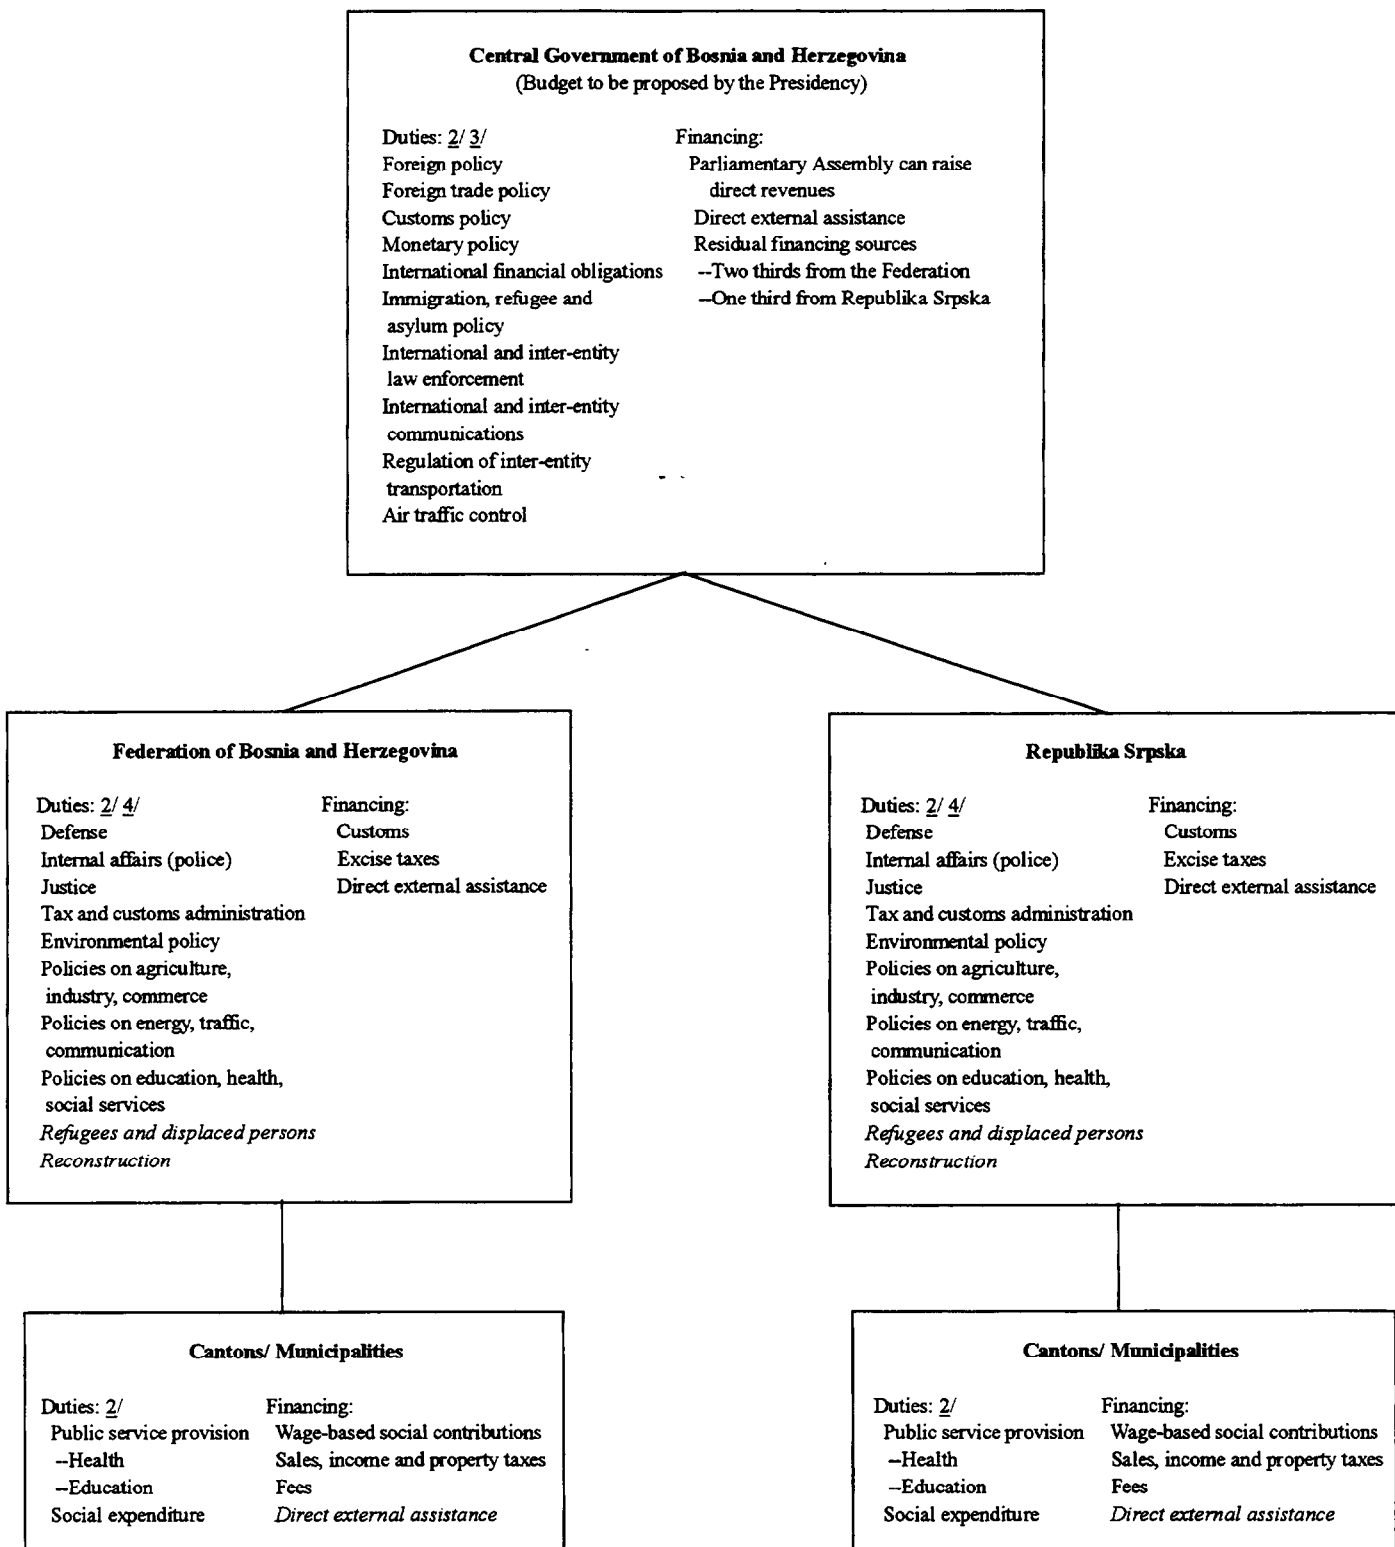 Central Government of Bosnia and Herzegovina
(Budget to be proposed by the Presidency)
Duties: 2/ 3/
Foreign policy
Foreign trade policy
Customs policy
Monetary policy
International financial obligations
Immigration, refugee and
asylum policy
International and inter-entity
law enforcement
International and inter-entity
communications
Regulation of inter-entity
transportation
Air traffic control
Financing:
Parliamentary Assembly can raise
direct revenues
Direct external assistance
Residual financing sources
--Two thirds from the Federation
--One third from Republika Srpska
Federation of Bosnia and Herzegovina
Duties: 2/ 4/
Defense
Internal affairs (police)
Justice
Tax and customs administration
Environmental policy
Policies on agriculture,
industry, commerce
Policies on energy, traffic,
communication
Policies on education, health,
social services
Refugees and displaced persons
Reconstruction
Financing:
Customs
Excise taxes
Direct external assistance
Republika Srpska
Duties: 2/ 4/
Defense
Internal affairs (police)
Justice
Tax and customs administration
Environmental policy
Policies on agriculture,
industry, commerce
Policies on energy, traffic,
communication
Policies on education, health,
social services
Refugees and displaced persons
Reconstruction
Financing:
Customs
Excise taxes
Direct external assistance
Cantons/ Municipalities
Duties: 2/
Public service provision
--Health
--Education
Social expenditure
Financing:
Wage-based social contributions
Sales, income and property taxes
Fees
Direct external assistance
Cantons/ Municipalities
Duties: 2/
Public service provision
--Health
--Education
Social expenditure
Financing:
Wage-based social contributions
Sales, income and property taxes
Fees
Direct external assistance